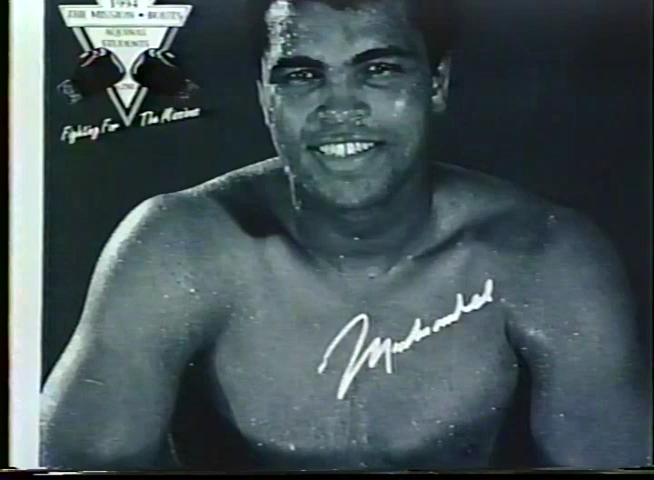 1994
THE MISSION • BOUTS
AQUINAS
STUDENTS
Fighting For The Missions
Muhammad